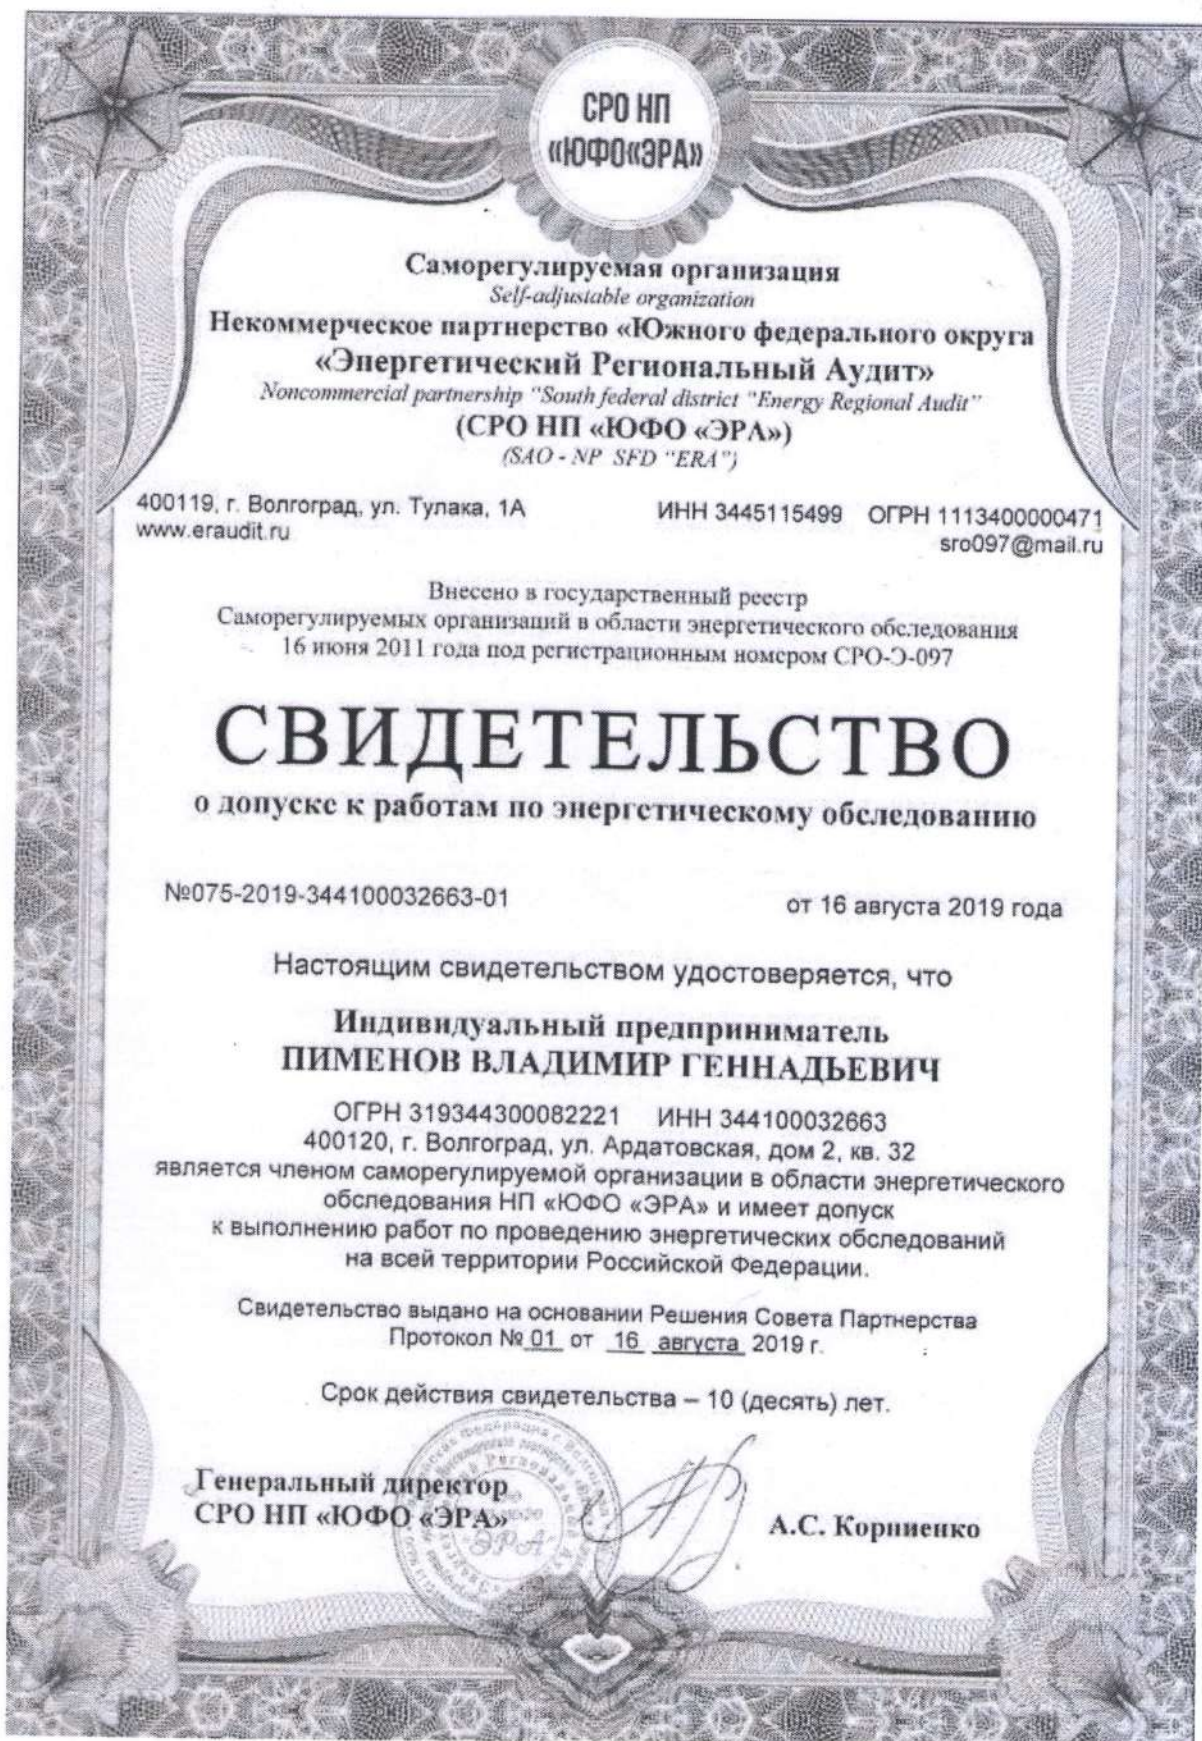 СРО НП
«ЮФО«ЭРА»
Саморегулируемая организация
Self-adjustable organization
Некоммерческое партнерство «Южного федерального округа
«Энергетический Региональный Аудит»
Noncommercial partnership "South federal district "Energy Regional Audit"
(СРО НП «ЮФО «ЭРА»)
(SAO - NP SFD "ERA")
400119, г. Волгоград, ул. Тулака, 1А ИНН 3445115499 ОГРН 1113400000471
www.eraudit.ru sro097@mail.ru
Внесено в государственный реестр
Саморегулируемых организаций в области энергетического обследования
16 июня 2011 года под регистрационным номером СРО-Э-097
СВИДЕТЕЛЬСТВО
о допуске к работам по энергетическому обследованию
№075-2019-344100032663-01 от 16 августа 2019 года
Настоящим свидетельством удостоверяется, что
Индивидуальный предприниматель
ПИМЕНОВ ВЛАДИМИР ГЕННАДЬЕВИЧ
ОГРН 319344300082221 ИНН 344100032663
400120, г. Волгоград, ул. Ардатовская, дом 2, кв. 32
является членом саморегулируемой организации в области энергетического
обследования НП «ЮФО «ЭРА» и имеет допуск
к выполнению работ по проведению энергетических обследований
на всей территории Российской Федерации.
Свидетельство выдано на основании Решения Совета Партнерства
Протокол № 01 от 16 августа 2019 г.
Срок действия свидетельства – 10 (десять) лет.
Генеральный директор
СРО НП «ЮФО «ЭРА»
А.С. Корниенко
"ЭРА"